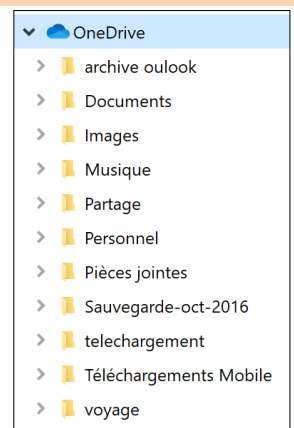 OneDrive
archive oulook
Documents
Images
Musique
Partage
Personnel
Pièces jointes
Sauvegarde-oct-2016
telechargement
Téléchargements Mobile
voyage